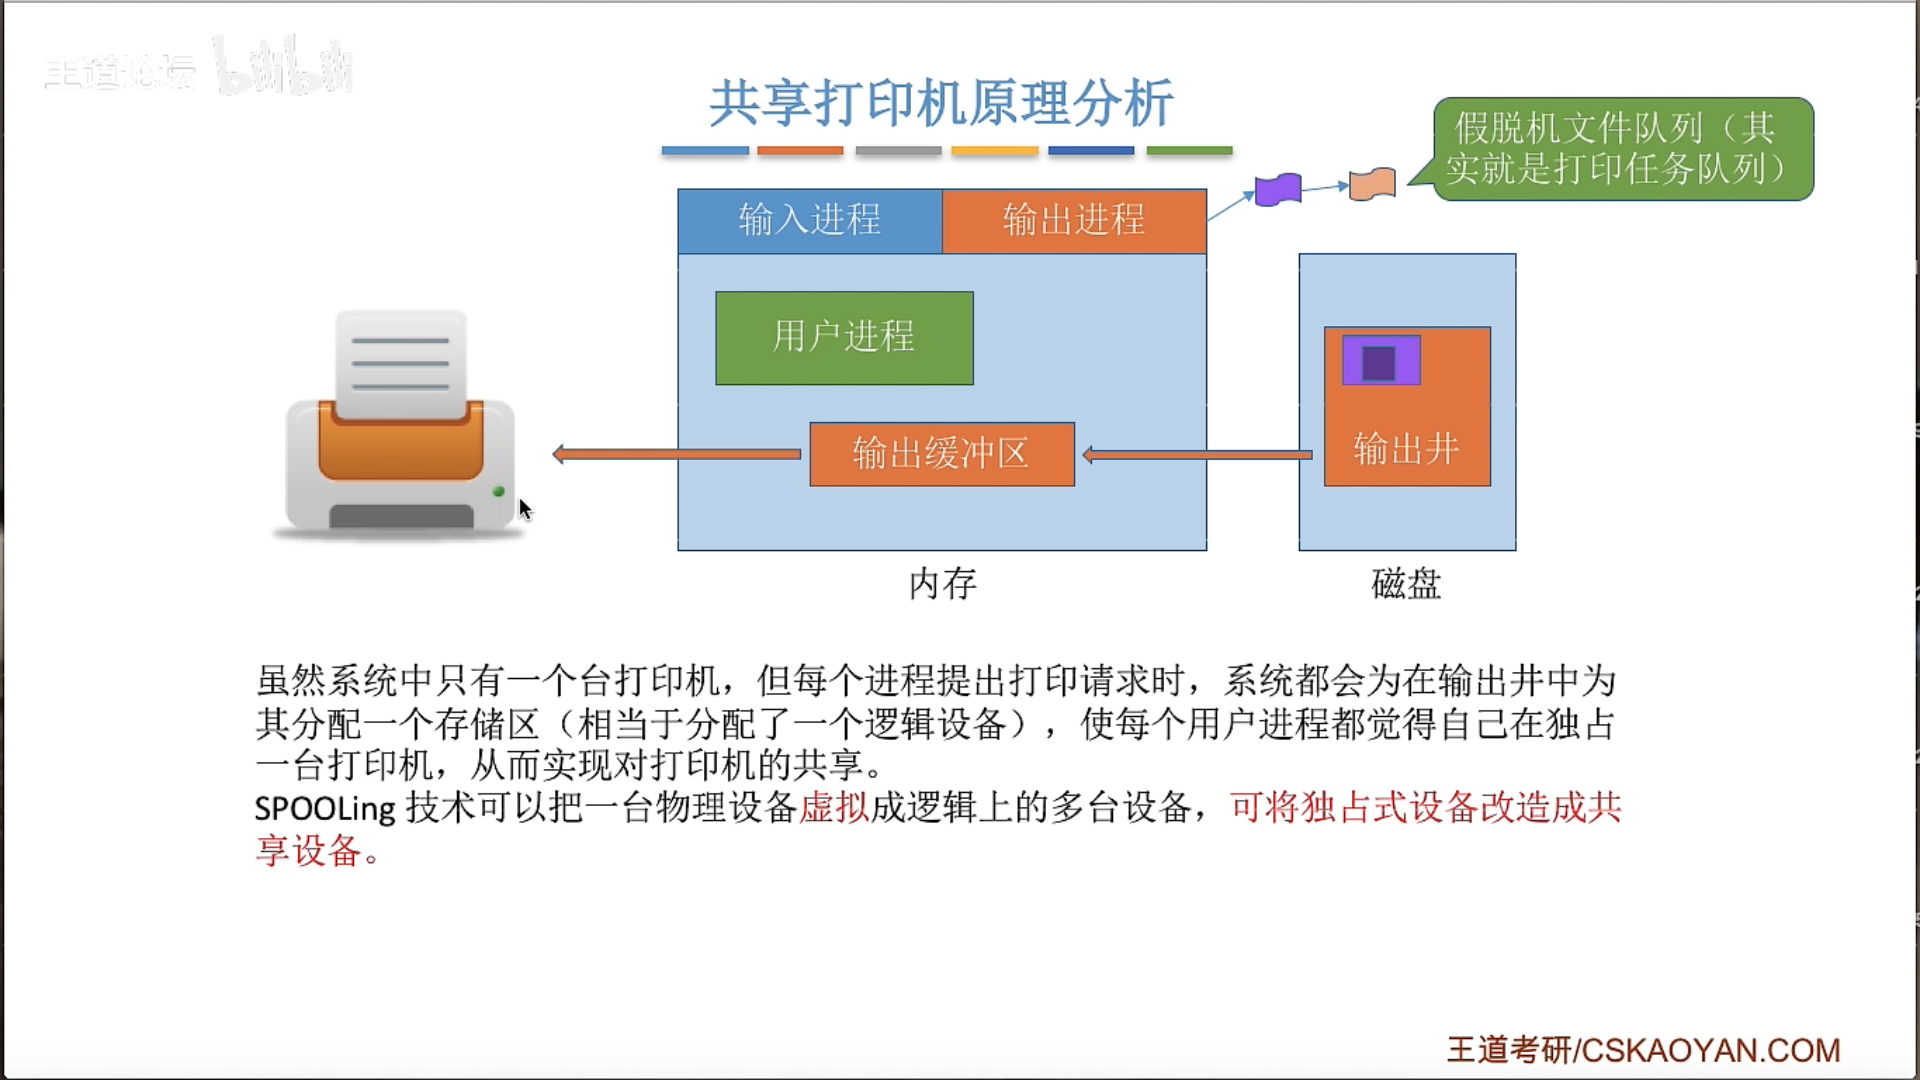 王道论坛 bilibili
共享打印机原理分析
假脱机文件队列（其
实就是打印任务队列）
输入进程
输出进程
用户进程
输出缓冲区
输出井
内存
磁盘
虽然系统中只有一个台打印机，但每个进程提出打印请求时，系统都会为在输出井中为
其分配一个存储区（相当于分配了一个逻辑设备），使每个用户进程都觉得自己在独占
一台打印机，从而实现对打印机的共享。
SPOOLing 技术可以把一台物理设备虚拟成逻辑上的多台设备，可将独占式设备改造成共
享设备。
王道考研/CSKAOYAN.COM